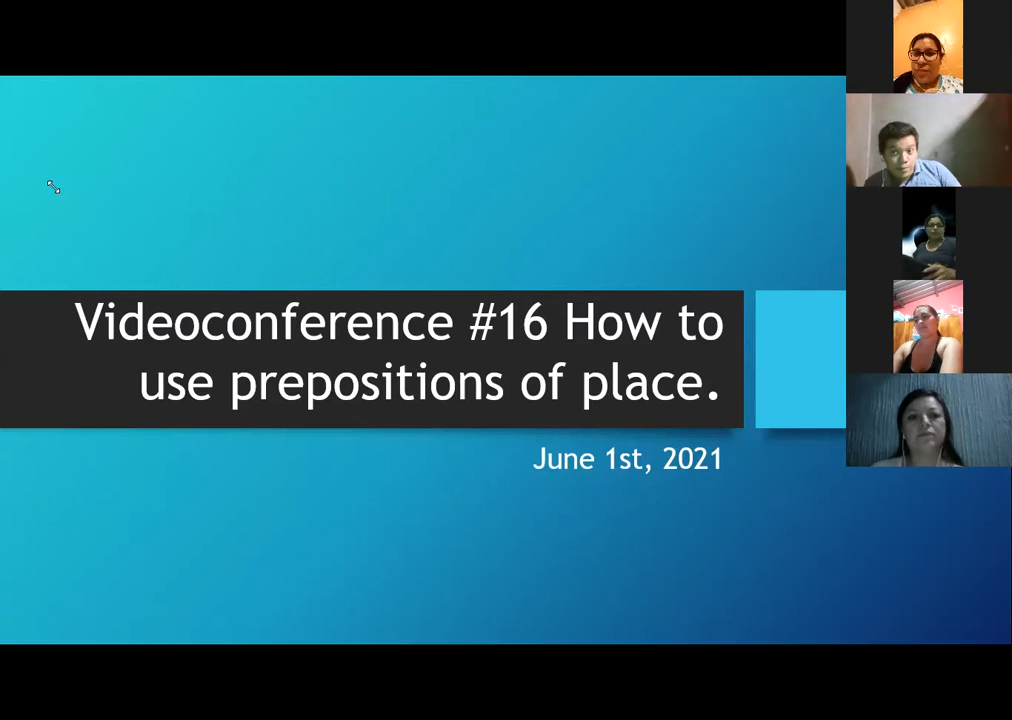 Videoconference #16 How to
use prepositions of place.
June 1st, 2021